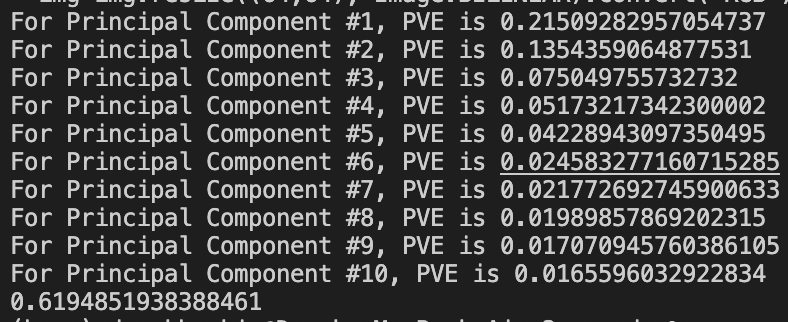 For Principal Component #1, PVE is 0.21509282957054737
For Principal Component #2, PVE is 0.1354359064877531
For Principal Component #3, PVE is 0.075049755732732
For Principal Component #4, PVE is 0.05173217342300002
For Principal Component #5, PVE is 0.04228943097350495
For Principal Component #6, PVE is 0.024583277160715285
For Principal Component #7, PVE is 0.021772692745900633
For Principal Component #8, PVE is 0.01989857869202315
For Principal Component #9, PVE is 0.017070945760386105
For Principal Component #10, PVE is 0.0165596032922834
0.6194851938388461